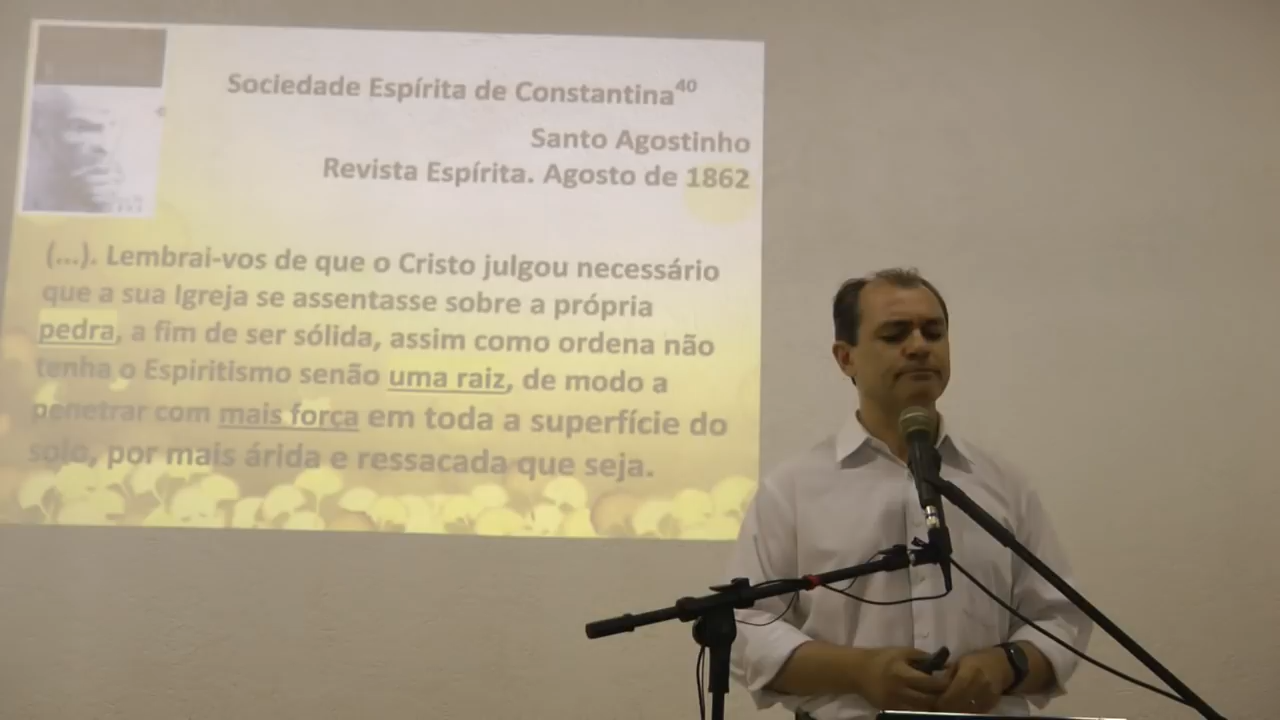 Sociedade Espírita de Constantina⁴⁰
Santo Agostinho
Revista Espírita. Agosto de 1862
(...). Lembrai-vos de que o Cristo julgou necessário
que a sua Igreja se assentasse sobre a própria
pedra, a fim de ser sólida, assim como ordena não
tenha o Espiritismo senão uma raiz, de modo a
penetrar com mais força em toda a superfície do
solo, por mais árida e ressacada que seja.